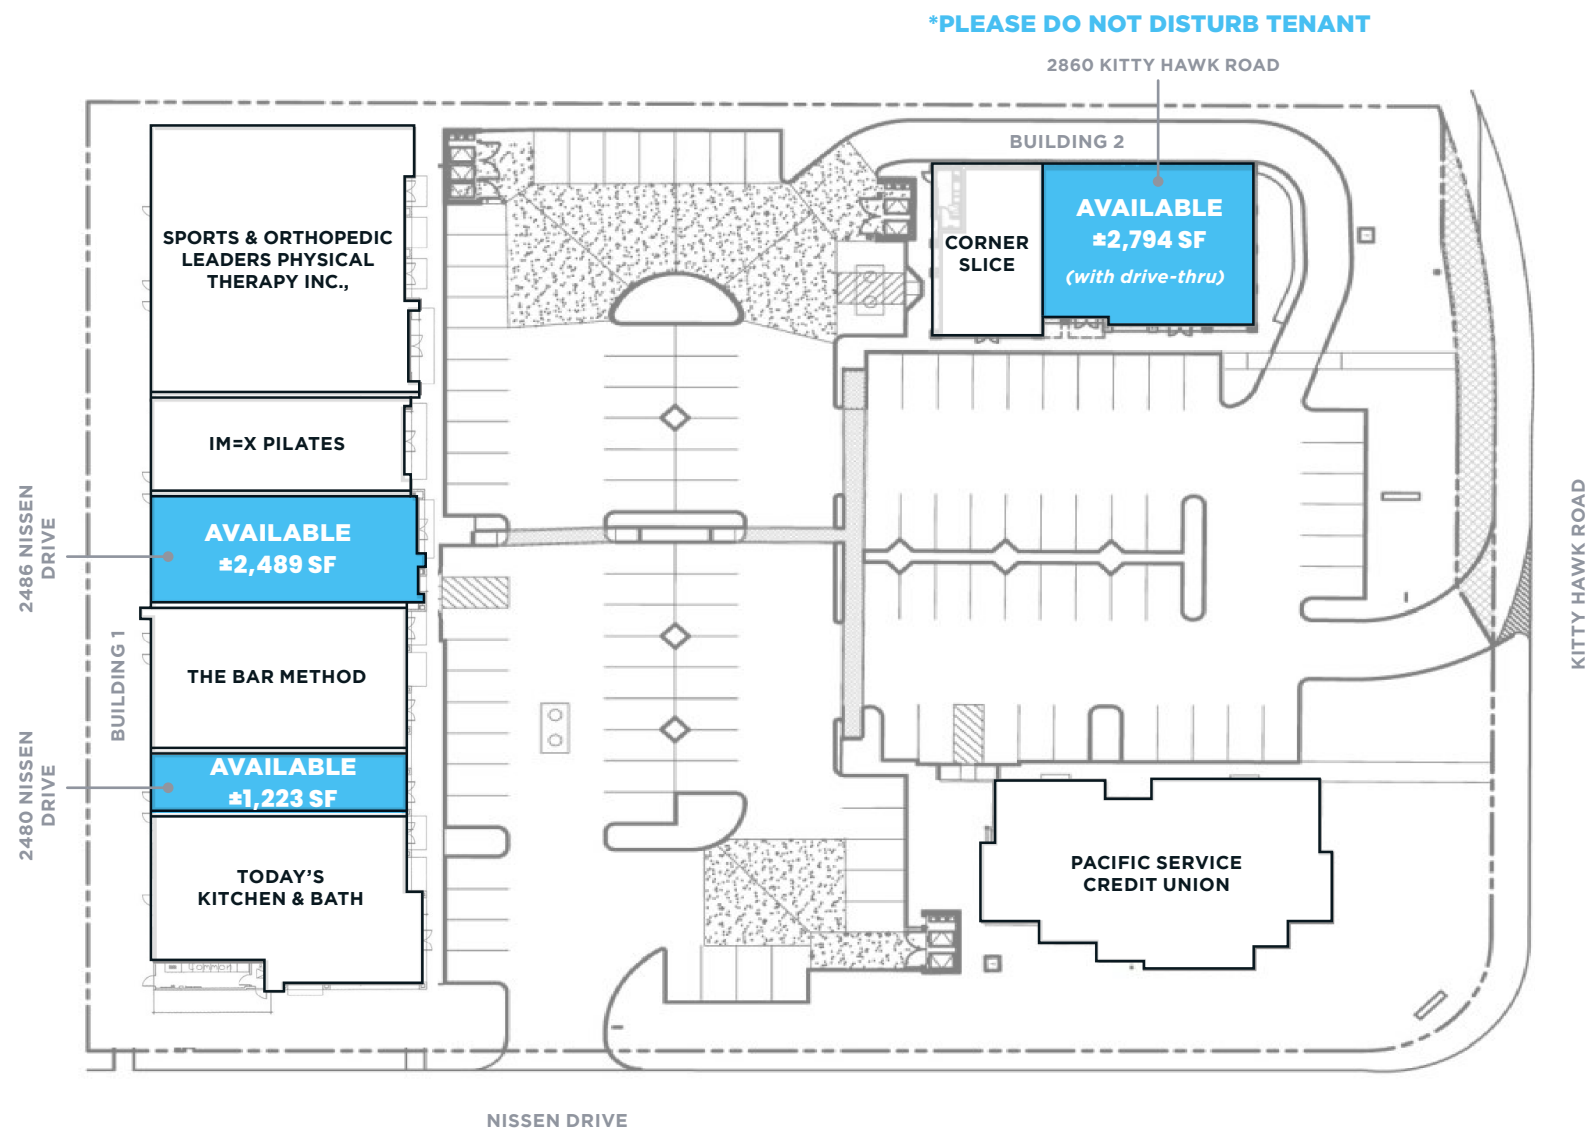 *PLEASE DO NOT DISTURB TENANT
2860 KITTY HAWK ROAD
BUILDING 2
AVAILABLE
±2,794 SF
(with drive-thru)
CORNER
SLICE
SPORTS & ORTHOPEDIC
LEADERS PHYSICAL
THERAPY INC.,
IM=X PILATES
2486 NISSEN
DRIVE
AVAILABLE
±2,489 SF
BUILDING 1
THE BAR METHOD
2480 NISSEN
DRIVE
AVAILABLE
±1,223 SF
TODAY'S
KITCHEN & BATH
PACIFIC SERVICE
CREDIT UNION
KITTY HAWK ROAD
NISSEN DRIVE